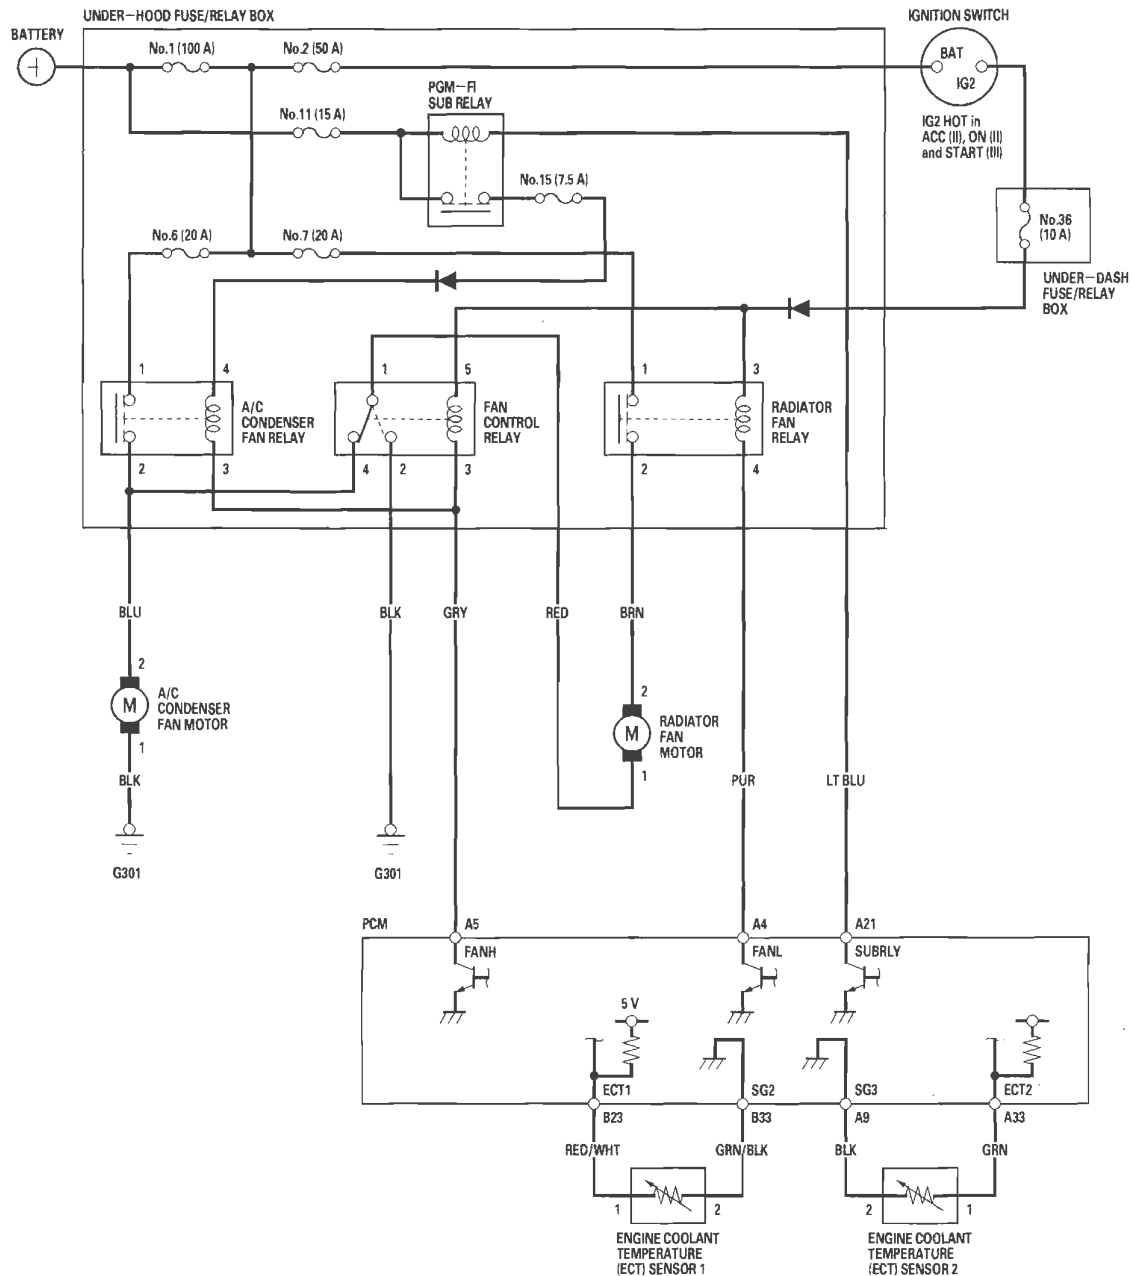 UNDER-HOOD FUSE/RELAY BOX
IGNITION SWITCH
BATTERY
No.1 (100 A)
No.2 (50 A)
BAT
IG2
PGM-FI
SUB RELAY
No.11 (15 A)
IG2 HOT in
ACC (II), ON (II)
and START (III)
No.15 (7.5 A)
No.36
(10 A)
No.6 (20 A)
No.7 (20 A)
UNDER-DASH
FUSE/RELAY
BOX
1
4
1
5
1
3
A/C
CONDENSER
FAN RELAY
FAN
CONTROL
RELAY
RADIATOR
FAN
RELAY
2
3
4
2
3
2
4
BLU
BLK
GRY
RED
BRN
2
M
A/C
CONDENSER
FAN MOTOR
1
2
M
RADIATOR
FAN
MOTOR
1
BLK
PUR
LT BLU
G301
G301
PCM
A5
A4
A21
FANH
FANL
SUBRLY
5 V
ECT1
SG2
SG3
ECT2
B23
B33
A9
A33
RED/WHT
GRN/BLK
BLK
GRN
1
2
2
1
ENGINE COOLANT
TEMPERATURE
(ECT) SENSOR 1
ENGINE COOLANT
TEMPERATURE
(ECT) SENSOR 2